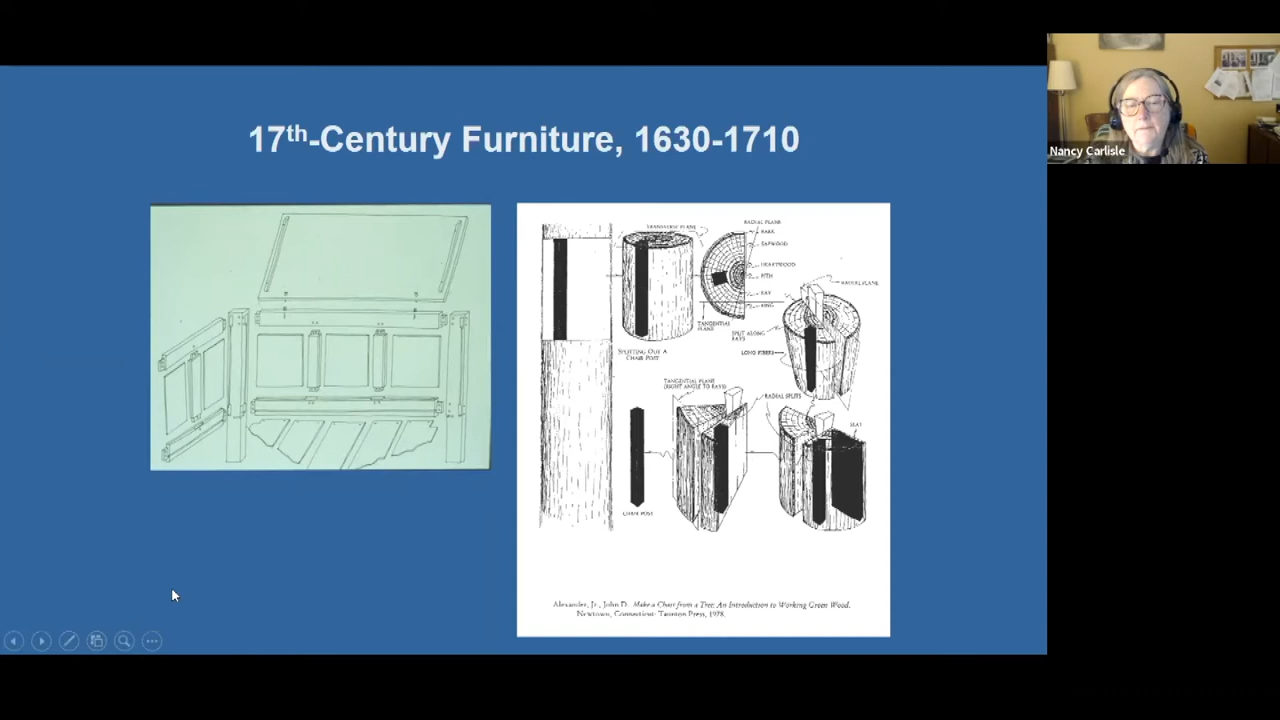 17th-Century Furniture, 1630-1710
Nancy Carlisle
RADIAL PLANE
BARK
SAPWOOD
HEARTWOOD
PITH
RAY
RING
TANGENTIAL
PLANE
SPLITTING OUT A
CHAIR POST
RADIAL PLANE
SPLIT ALONG
RAYS
LONG FIBERS
TANGENTIAL PLANE
(RIGHT ANGLE TO RAYS)
RADIAL SPLITS
CHAIR POST
Alexander, Jr., John D. Make a Chair from a Tree: An Introduction to Working Green Wood.
Newtown, Connecticut: Taunton Press, 1978.